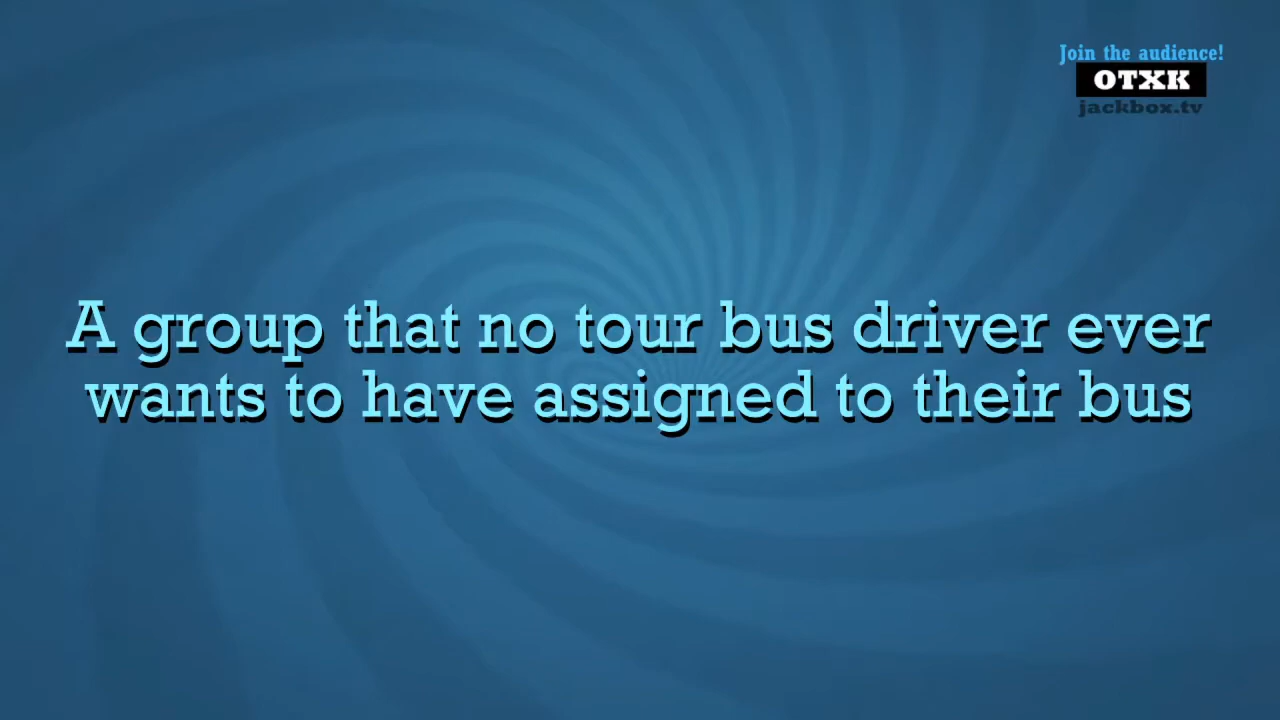 Join the audience!
OTXK
jackbox.tv
A group that no tour bus driver ever
wants to have assigned to their bus